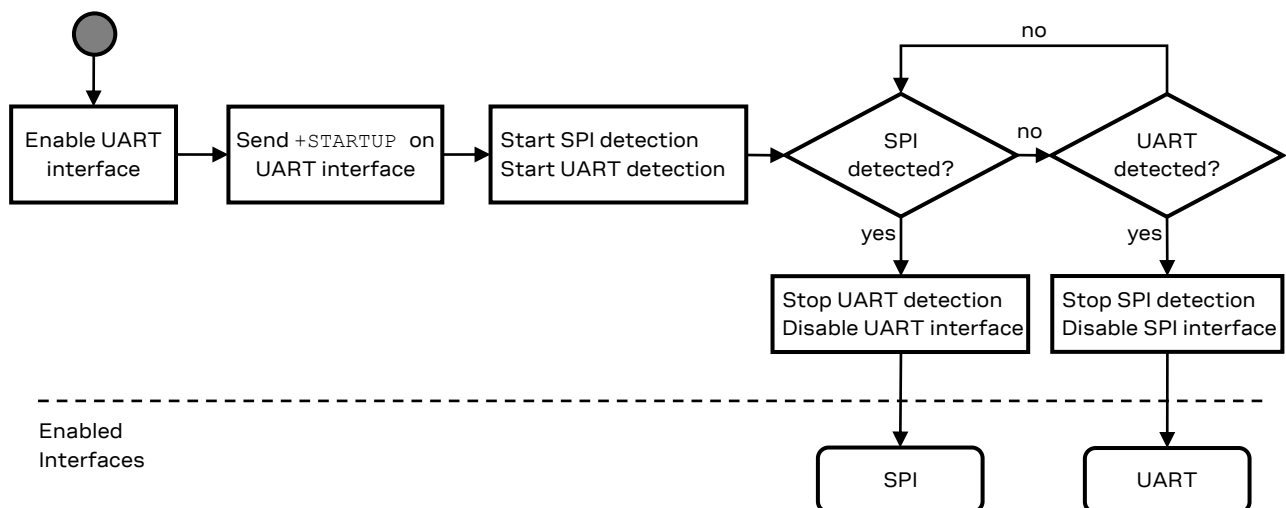 no
Enable UART
interface
Send +STARTUP on
UART interface
Start SPI detection
Start UART detection
SPI
detected?
no
UART
detected?
yes
yes
Stop UART detection
Disable UART interface
Stop SPI detection
Disable SPI interface
Enabled
Interfaces
SPI
UART